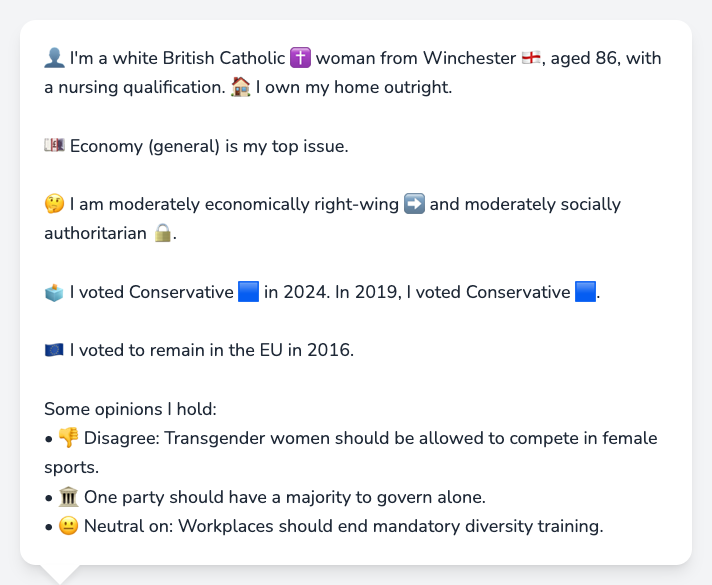 👤 I'm a white British Catholic ✝️ woman from Winchester 🏴󠁧󠁢󠁥󠁮󠁧󠁿, aged 86, with
a nursing qualification. 🏠 I own my home outright.
💷 Economy (general) is my top issue.
🤔 I am moderately economically right-wing ➡️ and moderately socially
authoritarian 🔒.
🗳️ I voted Conservative 🟦 in 2024. In 2019, I voted Conservative 🟦.
🇪🇺 I voted to remain in the EU in 2016.
Some opinions I hold:
• 👎 Disagree: Transgender women should be allowed to compete in female
sports.
• 🏛️ One party should have a majority to govern alone.
• 😐 Neutral on: Workplaces should end mandatory diversity training.